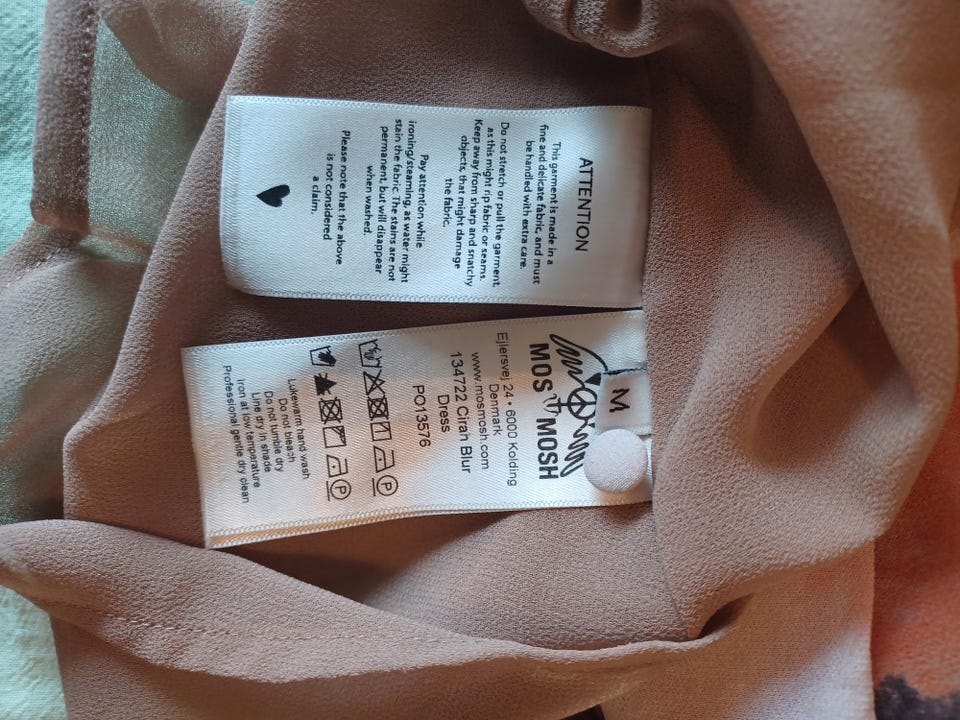 ATTENTION
This garment is made in a
fine and delicate fabric, and must
be handled with extra care.
Do not stretch or pull the garment,
as this might rip fabric or seams.
Keep away from sharp and snatchy
objects, that might damage
the fabric.
Pay attention while
ironing/steaming, as water might
stain the fabric. The stains are not
permanent, but will disappear
when washed.
Please note that the above
is not considered
a claim.
M
MOS MOSH
Ejlersvej 24 • 6000 Kolding
Denmark
www.mosmosh.com
134722 Cirah Blur
Dress
PO13576
P
P
Lukewarm hand wash
Do not bleach
Do not tumble dry
Line dry in shade
Iron at low temperature
Professional gentle dry clean